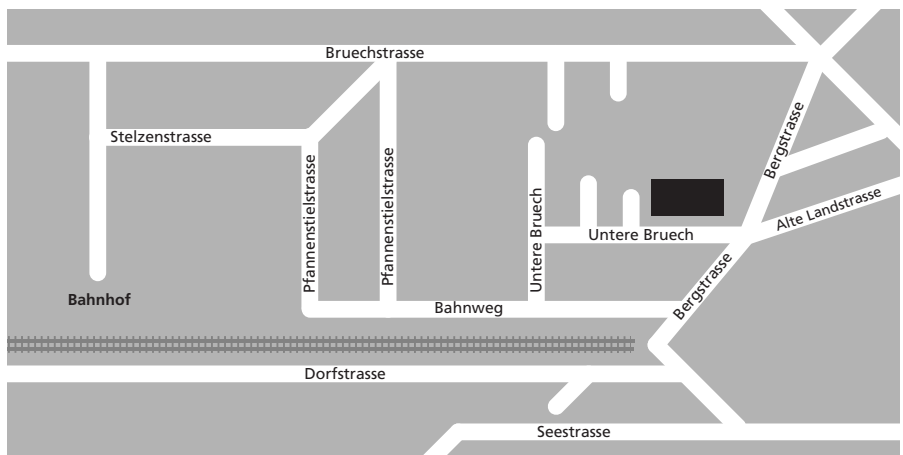 Bruechstrasse
Stelzenstrasse
Bergstrasse
Pfannenstielstrasse
Pfannenstielstrasse
Untere Bruech
Alte Landstrasse
Untere Bruech
Bergstrasse
Bahnhof
Bahnweg
Dorfstrasse
Seestrasse